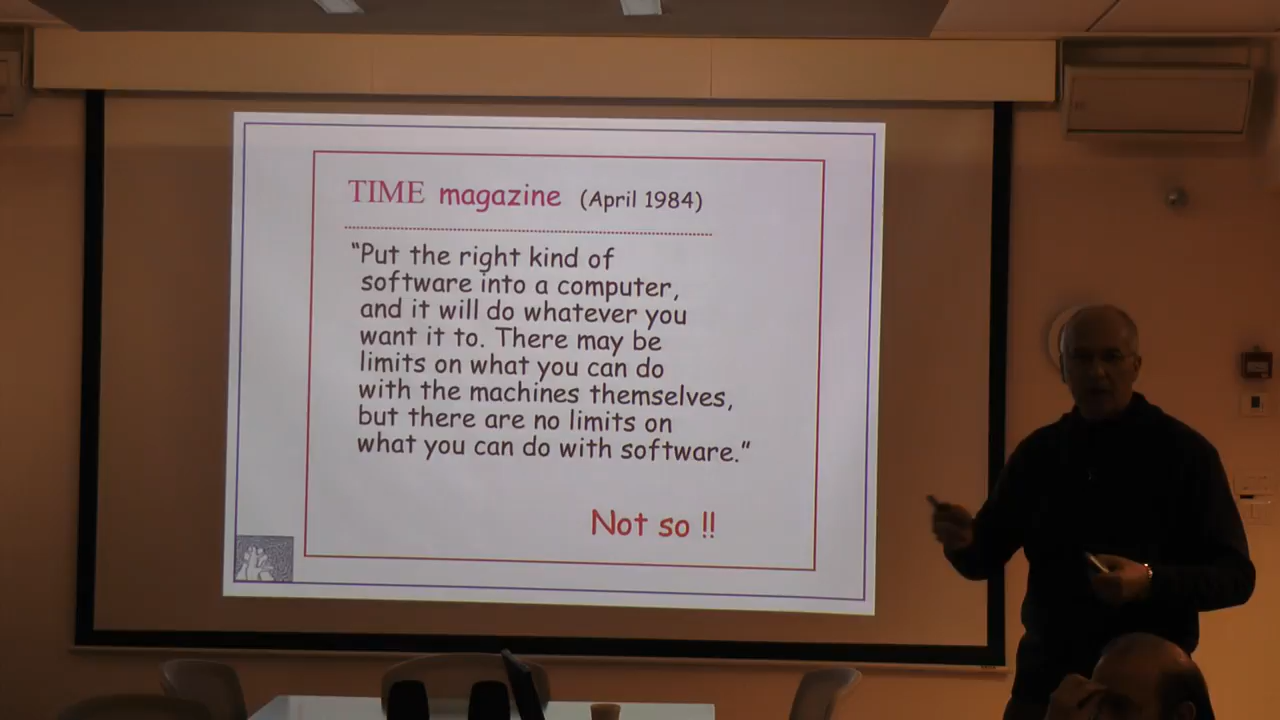 TIME magazine (April 1984)
“Put the right kind of
software into a computer,
and it will do whatever you
want it to. There may be
limits on what you can do
with the machines themselves,
but there are no limits on
what you can do with software.”
Not so !!